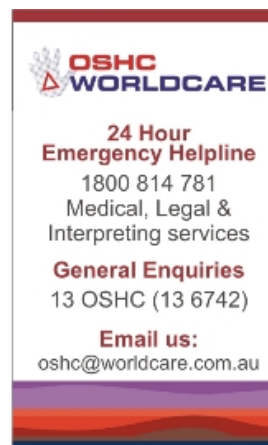 OSHC
WORLDCARE
24 Hour
Emergency Helpline
1800 814 781
Medical, Legal &
Interpreting services
General Enquiries
13 OSHC (13 6742)
Email us:
oshc@worldcare.com.au